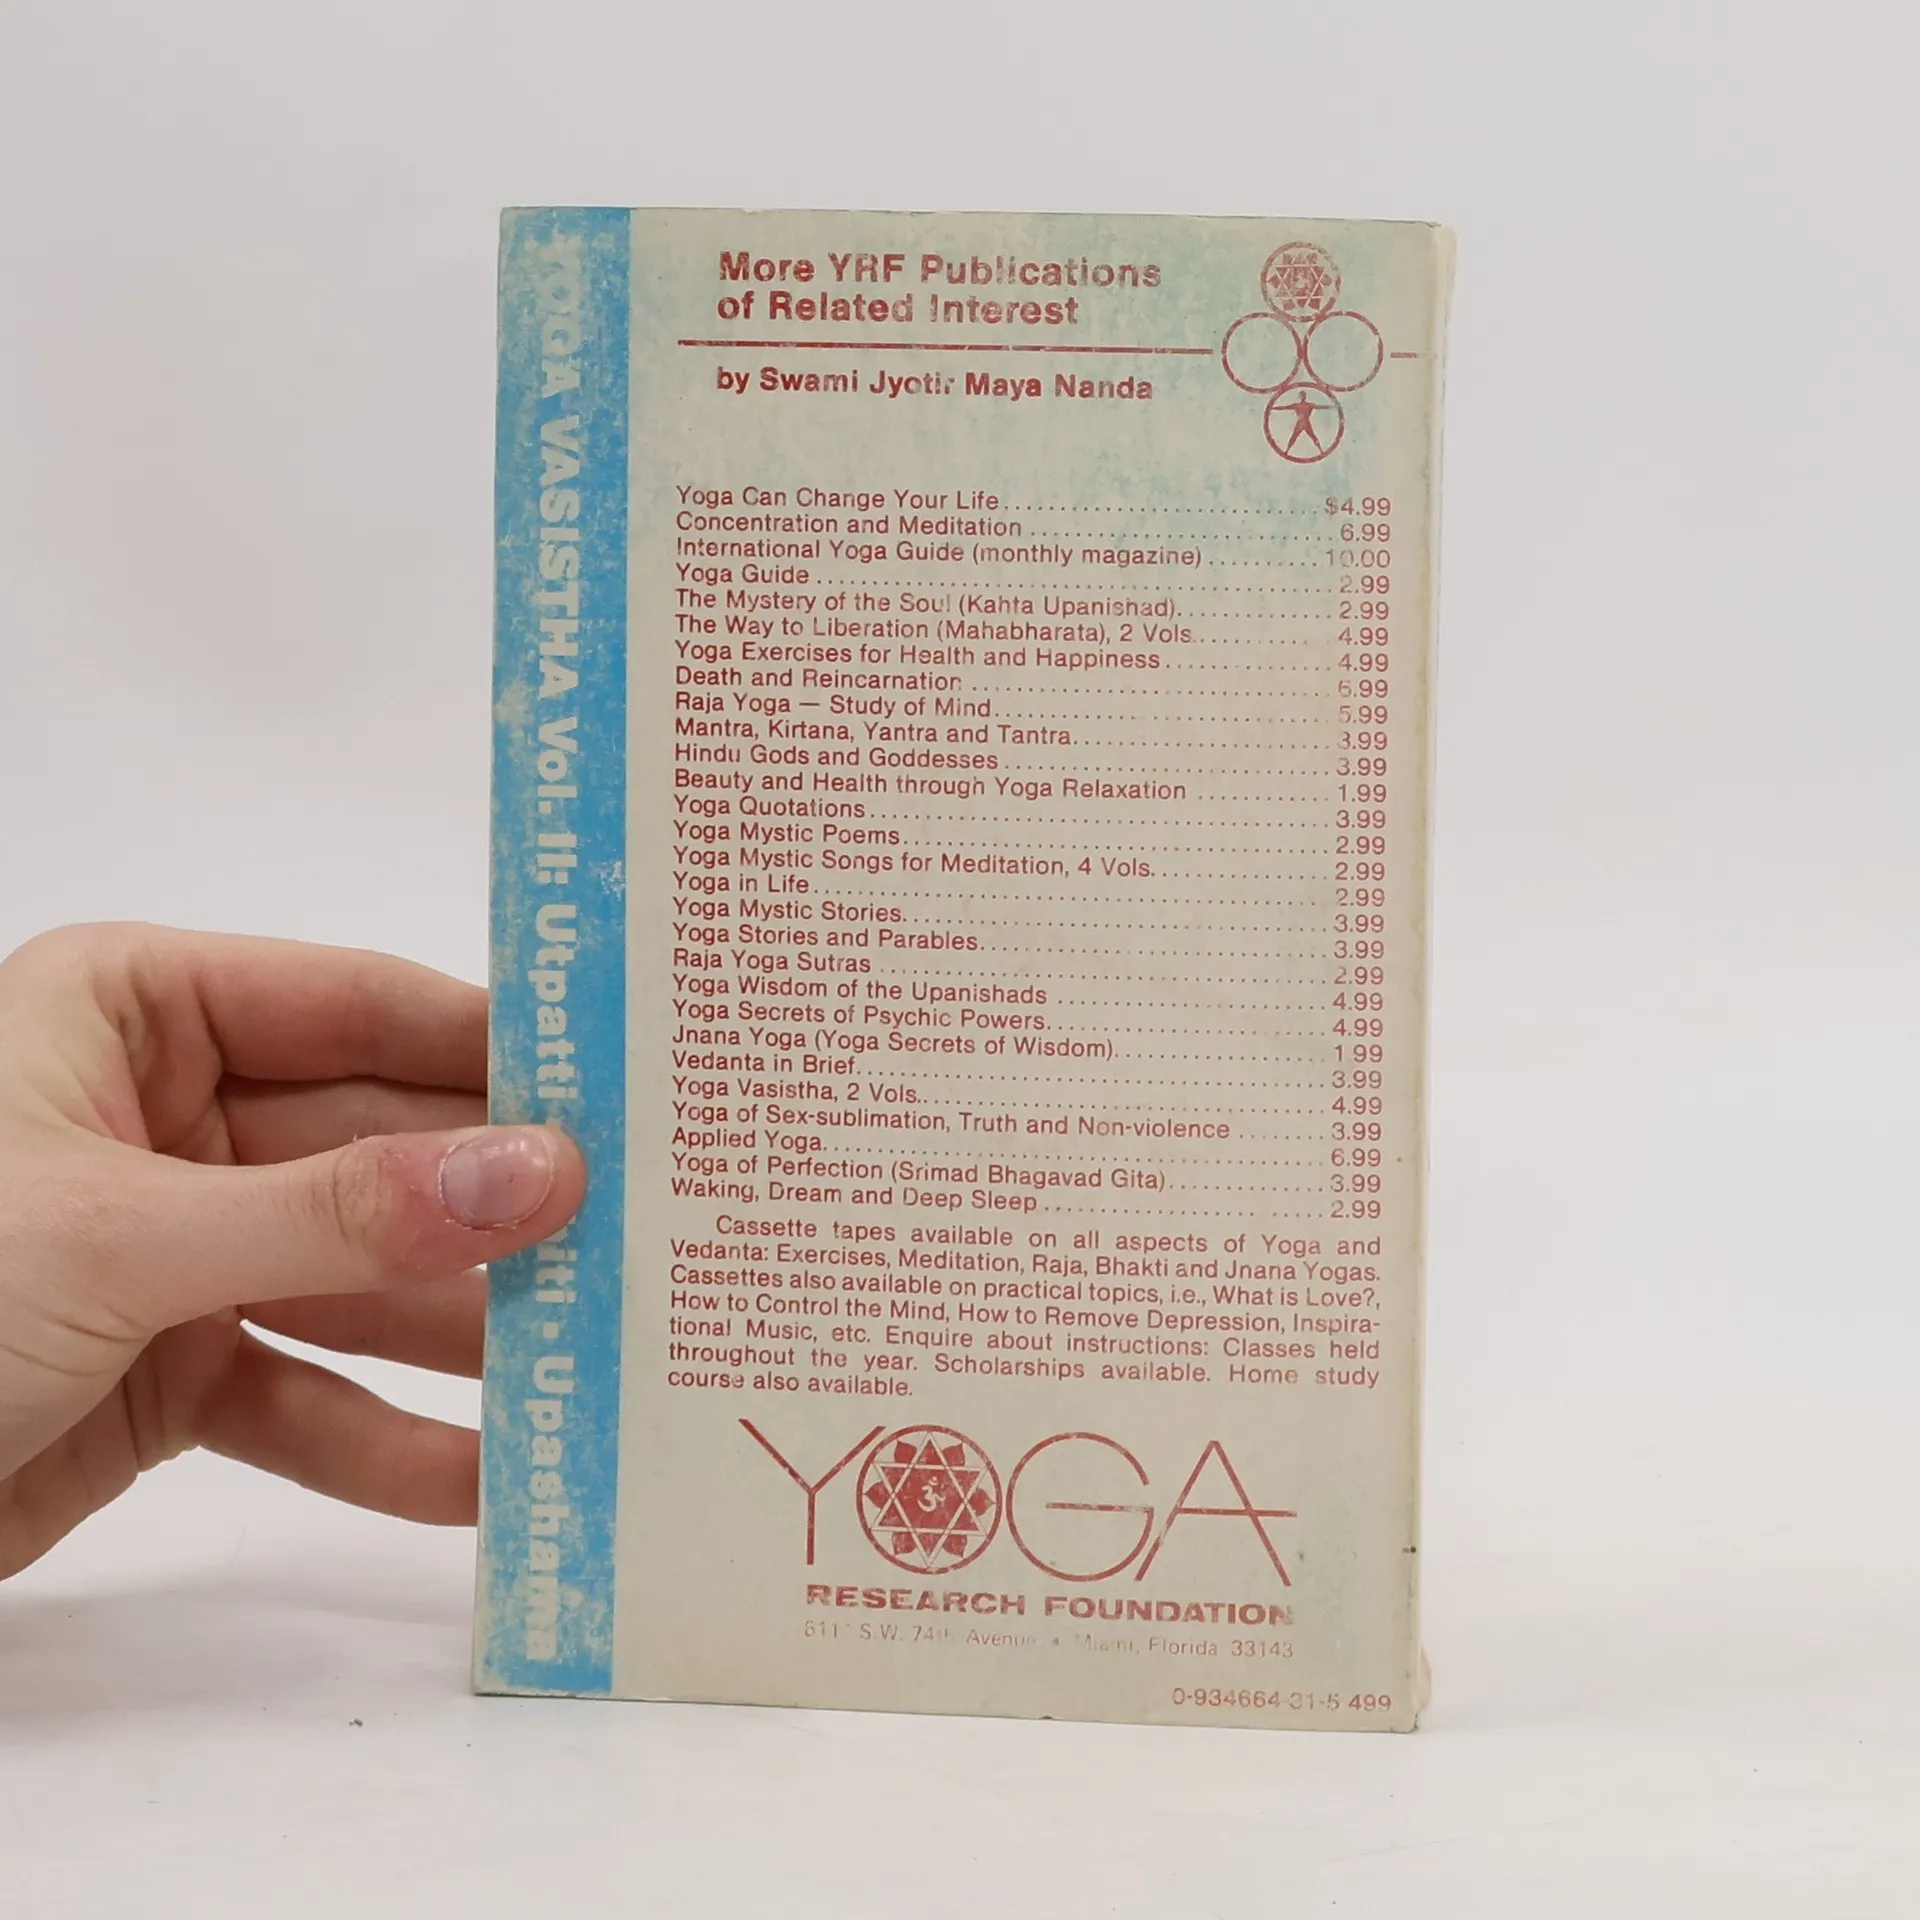 YOGA VASISTHA Vol. II: Utpatti Upashama
More YRF Publications
of Related Interest
by Swami Jyotir Maya Nanda
Yoga Can Change Your Life............................$4.99
Concentration and Meditation ............................6.99
International Yoga Guide (monthly magazine) ..........10.00
Yoga Guide ............................2.99
The Mystery of the Soul (Kahta Upanishad)..............2.99
The Way to Liberation (Mahabharata), 2 Vols...........4.99
Yoga Exercises for Health and Happiness................4.99
Death and Reincarnation ............................6.99
Raja Yoga — Study of Mind............................5.99
Mantra, Kirtana, Yantra and Tantra......................3.99
Hindu Gods and Goddesses ............................3.99
Beauty and Health through Yoga Relaxation ............1.99
Yoga Quotations............................3.99
Yoga Mystic Poems............................2.99
Yoga Mystic Songs for Meditation, 4 Vols................2.99
Yoga in Life............................2.99
Yoga Mystic Stories............................3.99
Yoga Stories and Parables............................3.99
Raja Yoga Sutras ............................2.99
Yoga Wisdom of the Upanishads ........................4.99
Yoga Secrets of Psychic Powers........................4.99
Jnana Yoga (Yoga Secrets of Wisdom)....................1 99
Vedanta in Brief............................3.99
Yoga Vasistha, 2 Vols............................4.99
Yoga of Sex-sublimation, Truth and Non-violence ........3.99
Applied Yoga............................6.99
Yoga of Perfection (Srimad Bhagavad Gita)..............3.99
Waking, Dream and Deep Sleep ........................2.99
Cassette tapes available on all aspects of Yoga and
Vedanta: Exercises, Meditation, Raja, Bhakti and Jnana Yogas.
Cassettes also available on practical topics, i.e., What is Love?,
How to Control the Mind, How to Remove Depression, Inspira-
tional Music, etc. Enquire about instructions: Classes held
throughout the year. Scholarships available. Home study
course also available.
YOGA
ॐ
RESEARCH FOUNDATION
S.W. 74th Avenue • Miami, Florida 33143
0-934664-31-5 499